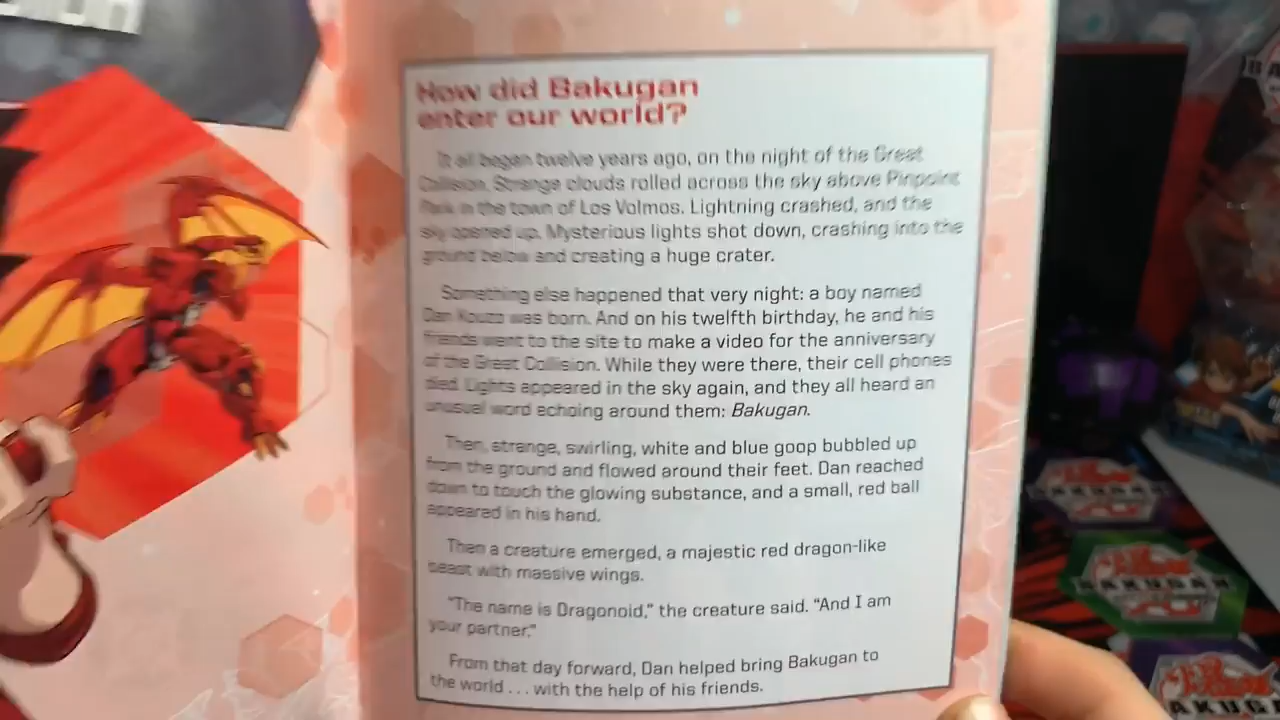 How did Bakugan
enter our world?
It all began twelve years ago, on the night of the Great
Collision. Strange clouds rolled across the sky above Pinpoint
Park in the town of Los Volmos. Lightning crashed, and the
sky opened up. Mysterious lights shot down, crashing into the
ground below and creating a huge crater.
Something else happened that very night: a boy named
Dan Kouzo was born. And on his twelfth birthday, he and his
friends went to the site to make a video for the anniversary
of the Great Collision. While they were there, their cell phones
died. Lights appeared in the sky again, and they all heard an
unusual word echoing around them: Bakugan.
Then, strange, swirling, white and blue goop bubbled up
from the ground and flowed around their feet. Dan reached
down to touch the glowing substance, and a small, red ball
appeared in his hand.
Then a creature emerged, a majestic red dragon-like
beast with massive wings.
"The name is Dragonoid," the creature said. "And I am
your partner."
From that day forward, Dan helped bring Bakugan to
the world . . . with the help of his friends.
BAKUGAN
BAKUGAN
AKUGA